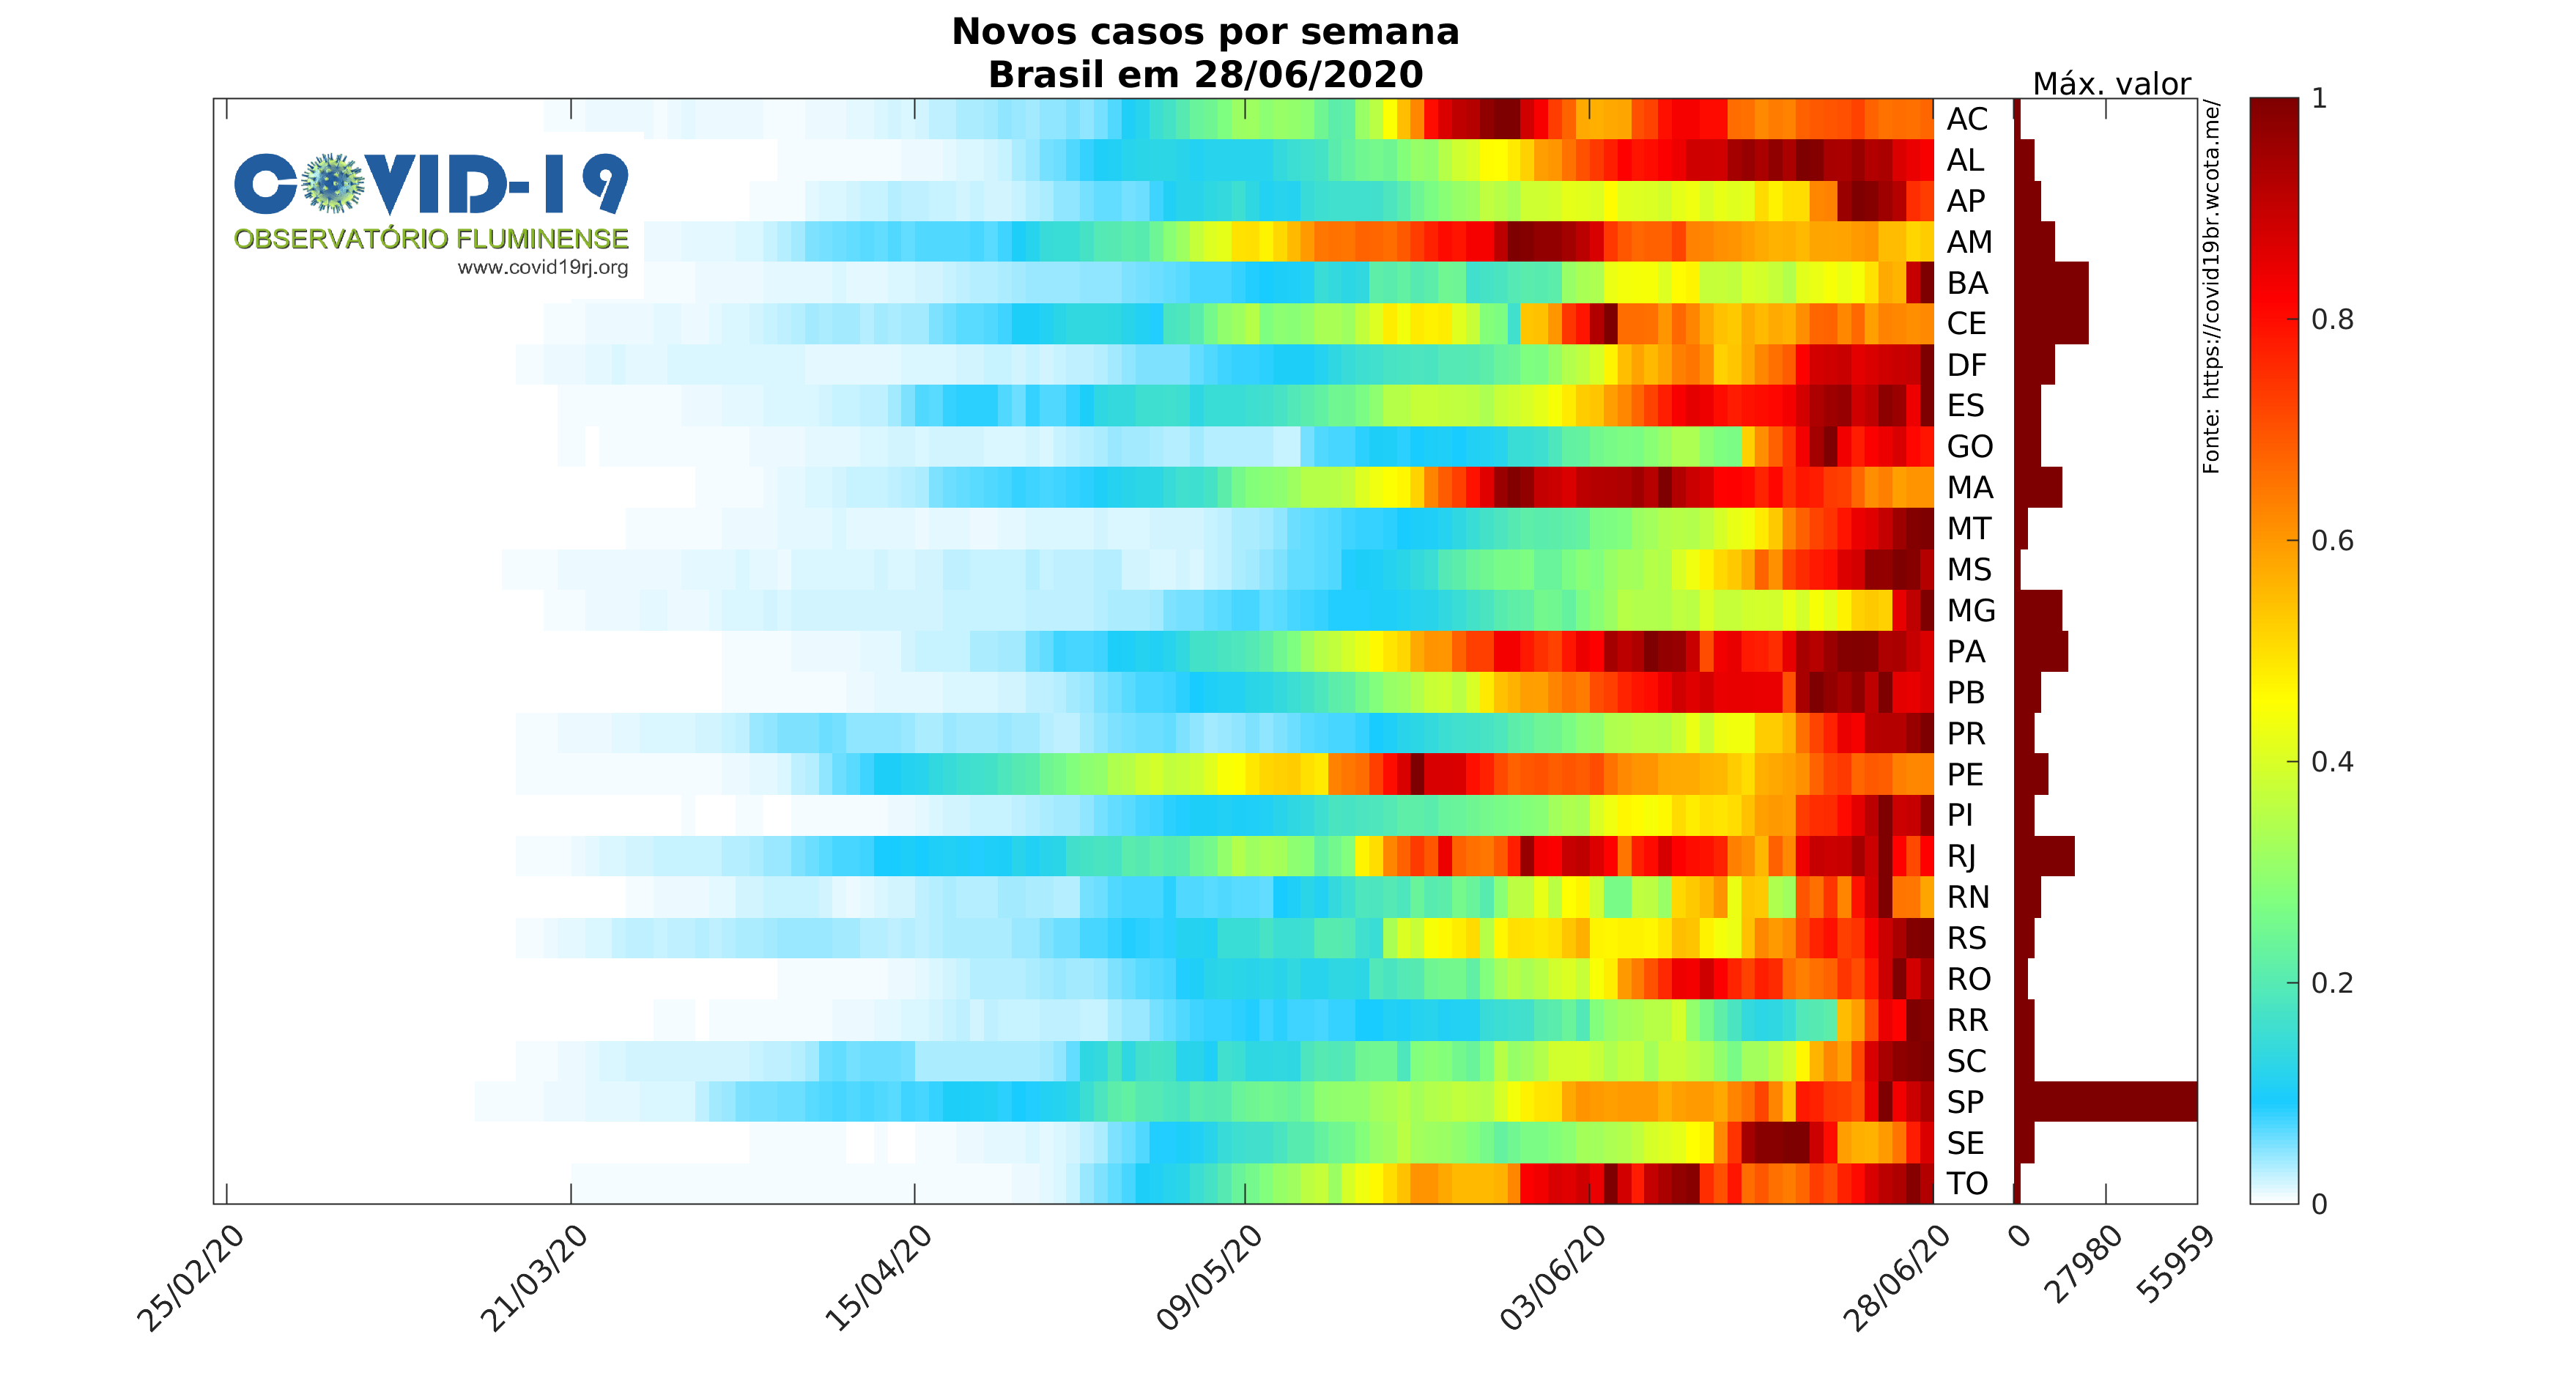 Novos casos por semana
Brasil em 28/06/2020
Máx. valor
COVID-19
OBSERVATÓRIO FLUMINENSE
www.covid19rj.org
AC
AL
AP
AM
BA
CE
DF
ES
GO
MA
MT
MS
MG
PA
PB
PR
PE
PI
RJ
RN
RS
RO
RR
SC
SP
SE
TO
Fonte: https://covid19br.wcota.me/
1
0.8
0.6
0.4
0.2
0
25/02/20
21/03/20
15/04/20
09/05/20
03/06/20
28/06/20
0
27980
55959